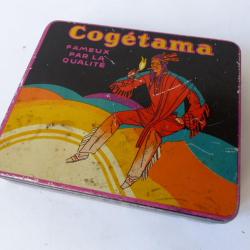 Cogétama
FAMEUX
PAR LA
QUALITÉ